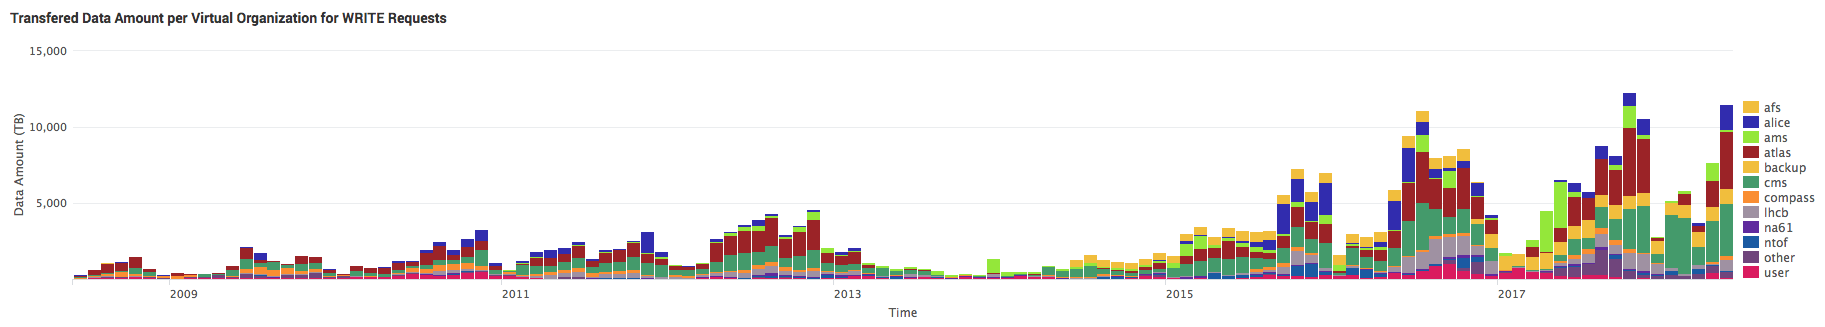 Transfered Data Amount per Virtual Organization for WRITE Requests
15,000
10,000
5,000
Data Amount (TB)
2009
2011
2013
2015
2017
Time
afs
alice
ams
atlas
backup
cms
compass
lhcb
na61
ntof
other
user